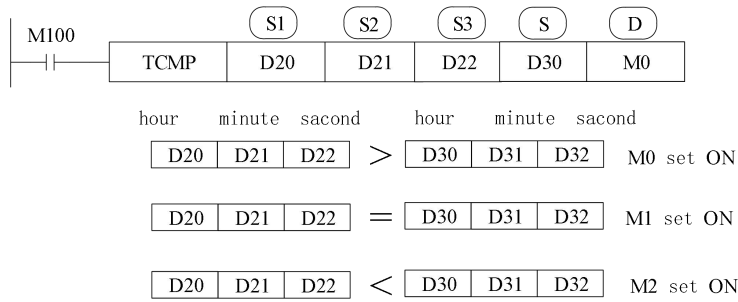 S1 S2 S3 S D
M100
TCMP D20 D21 D22 D30 M0
hour minute sacond hour minute sacond
D20 D21 D22 > D30 D31 D32 M0 set ON
D20 D21 D22 = D30 D31 D32 M1 set ON
D20 D21 D22 < D30 D31 D32 M2 set ON